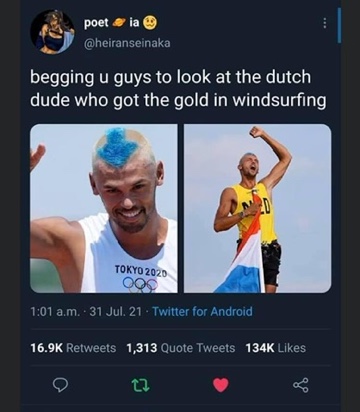 poet 🪐 ia 🥴
@heiranseinaka
begging u guys to look at the dutch
dude who got the gold in windsurfing
TOKYO 2020
1:01 a.m. · 31 Jul. 21 · Twitter for Android
16.9K Retweets 1,313 Quote Tweets 134K Likes